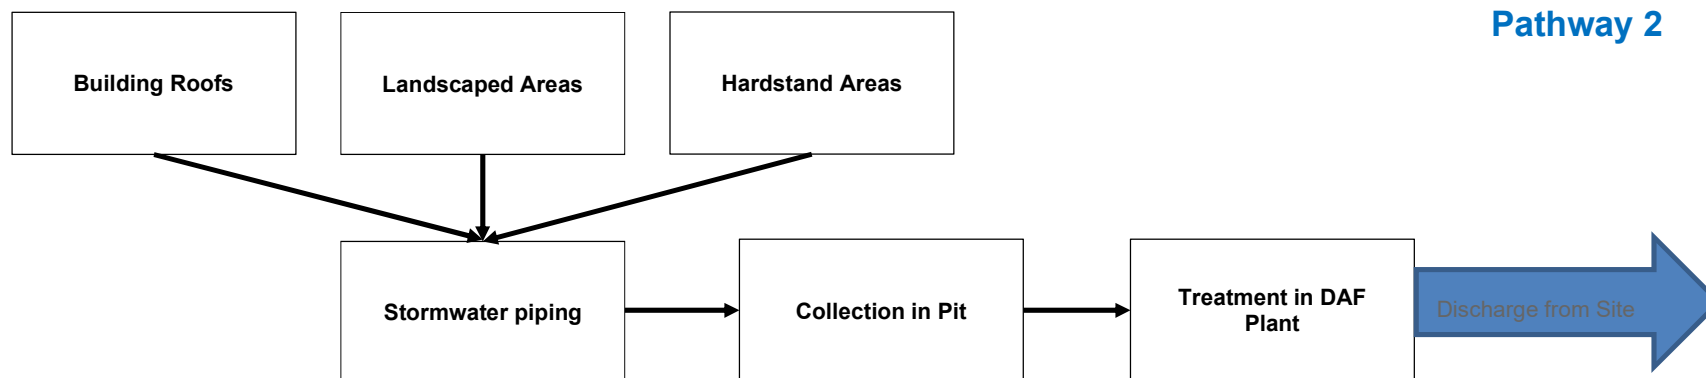 Pathway 2
Building Roofs
Landscaped Areas
Hardstand Areas
Stormwater piping
Collection in Pit
Treatment in DAF
Plant
Discharge from Site